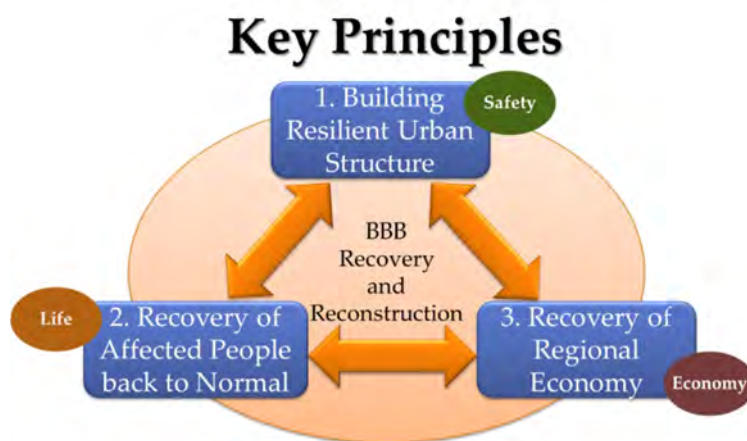 Key Principles
1. Building
Resilient Urban
Structure
Safety
BBB
Recovery
and
Reconstruction
Life
2. Recovery of
Affected People
back to Normal
3. Recovery of
Regional
Economy
Economy